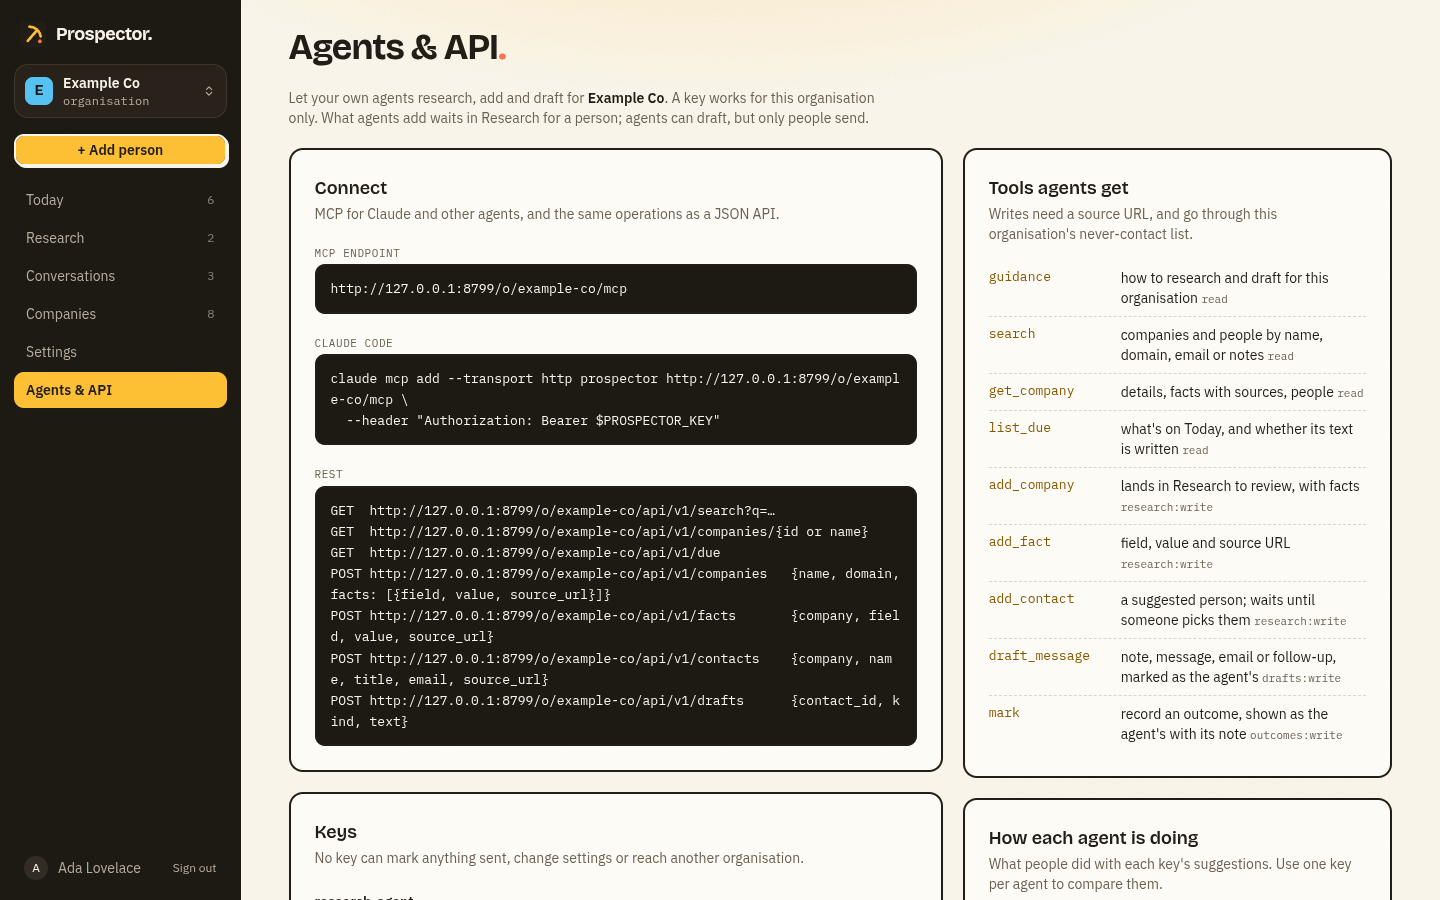 Prospector.
E
Example Co
organisation
+ Add person
Today 6
Research 2
Conversations 3
Companies 8
Settings
Agents & API
A Ada Lovelace Sign out
Agents & API.
Let your own agents research, add and draft for Example Co. A key works for this organisation
only. What agents add waits in Research for a person; agents can draft, but only people send.
Connect
MCP for Claude and other agents, and the same operations as a JSON API.
MCP ENDPOINT
http://127.0.0.1:8799/o/example-co/mcp
CLAUDE CODE
claude mcp add --transport http prospector http://127.0.0.1:8799/o/exampl
e-co/mcp \
--header "Authorization: Bearer $PROSPECTOR_KEY"
REST
GET http://127.0.0.1:8799/o/example-co/api/v1/search?q=…
GET http://127.0.0.1:8799/o/example-co/api/v1/companies/{id or name}
GET http://127.0.0.1:8799/o/example-co/api/v1/due
POST http://127.0.0.1:8799/o/example-co/api/v1/companies {name, domain,
facts: [{field, value, source_url}]}
POST http://127.0.0.1:8799/o/example-co/api/v1/facts {company, fiel
d, value, source_url}
POST http://127.0.0.1:8799/o/example-co/api/v1/contacts {company, nam
e, title, email, source_url}
POST http://127.0.0.1:8799/o/example-co/api/v1/drafts {contact_id, k
ind, text}
Keys
No key can mark anything sent, change settings or reach another organisation.
Tools agents get
Writes need a source URL, and go through this
organisation's never-contact list.
guidance how to research and draft for this
organisation read
search companies and people by name,
domain, email or notes read
get_company details, facts with sources, people read
list_due what's on Today, and whether its text
is written read
add_company lands in Research to review, with facts
research:write
add_fact field, value and source URL
research:write
add_contact a suggested person; waits until
someone picks them research:write
draft_message note, message, email or follow-up,
marked as the agent's drafts:write
mark record an outcome, shown as the
agent's with its note outcomes:write
How each agent is doing
What people did with each key's suggestions. Use one key
per agent to compare them.